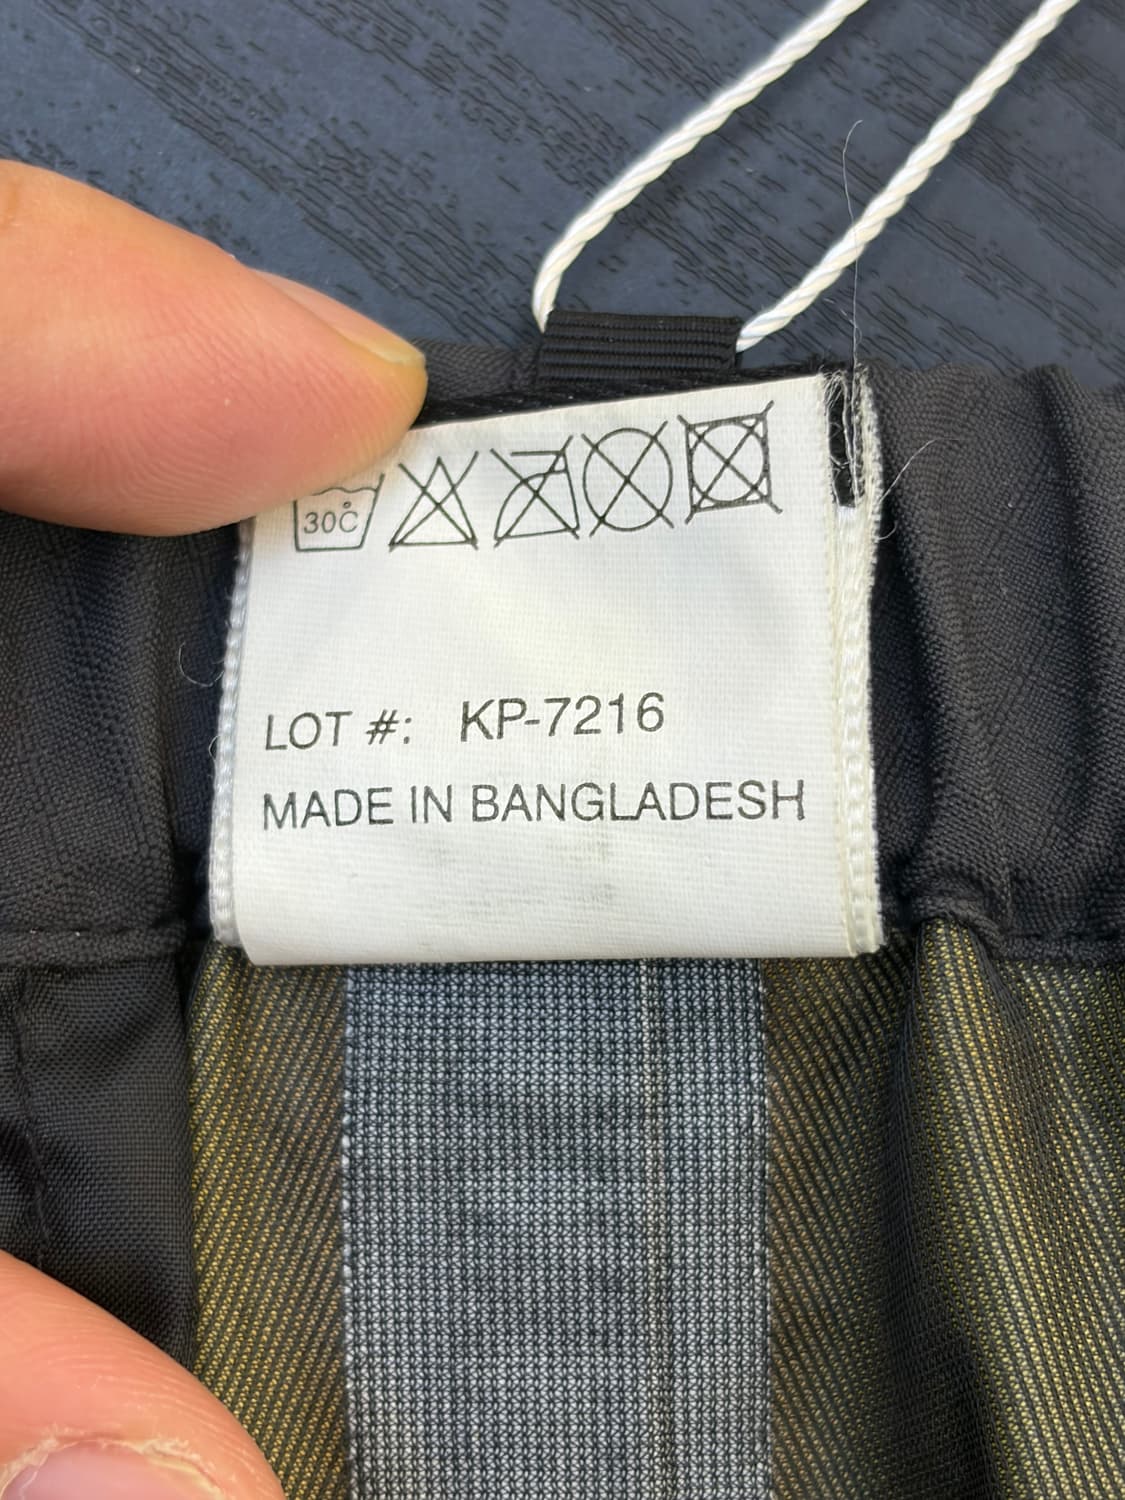 30°C
LOT #: KP-7216
MADE IN BANGLADESH